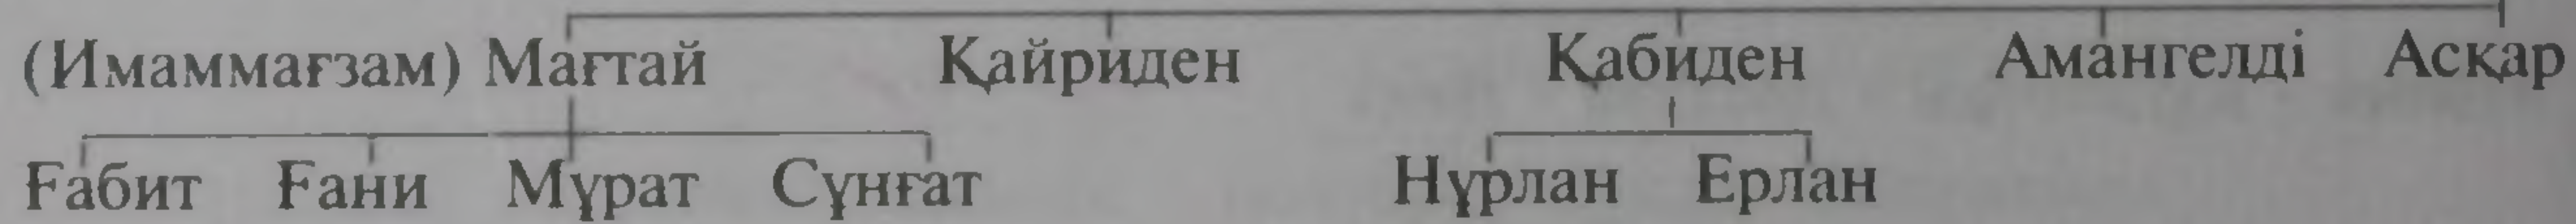 (Имаммағзам) Мағтай Қайриден Қабиден Амангелді Асқар
Ғабит Ғани Мұрат Сұнғат Нұрлан Ерлан